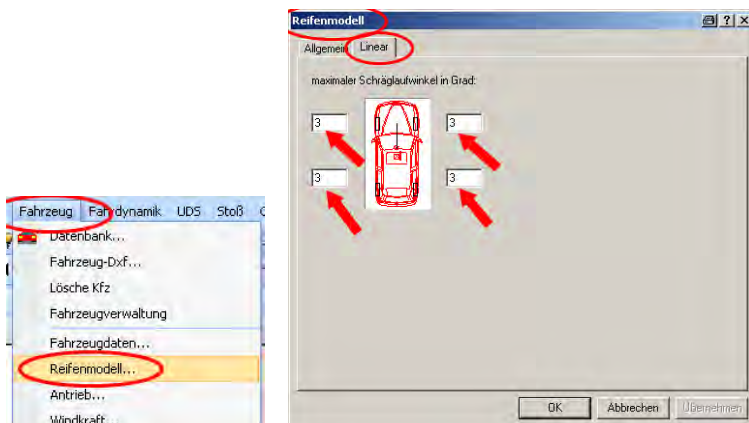 Fahrzeug Fahrdynamik UDS Stoß
Datenbank...
Fahrzeug-Dxf...
Lösche Kfz
Fahrzeugverwaltung
Fahrzeugdaten...
Reifenmodell...
Antrieb...
Windkraft...
Reifenmodell
Allgemein Linear
maximaler Schräglaufwinkel in Grad:
3 3
3 3
OK Abbrechen Übernehmen